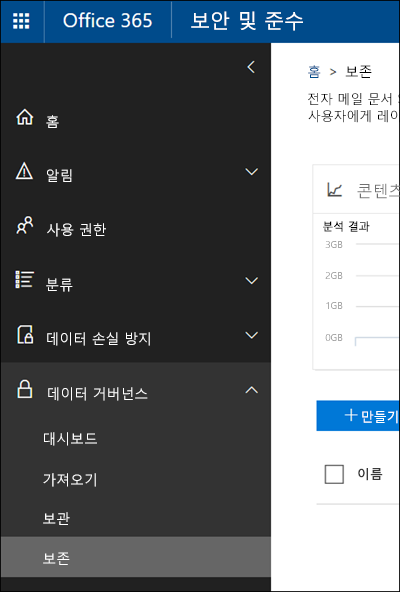 Office 365 보안 및 준수
홈 > 보존
전자 메일 문서
사용자에게 레이
홈
알림
사용 권한
분류
데이터 손실 방지
데이터 거버넌스
대시보드
가져오기
보관
보존
콘텐츠
분석 결과
3GB
2GB
1GB
0GB
+ 만들기
이름